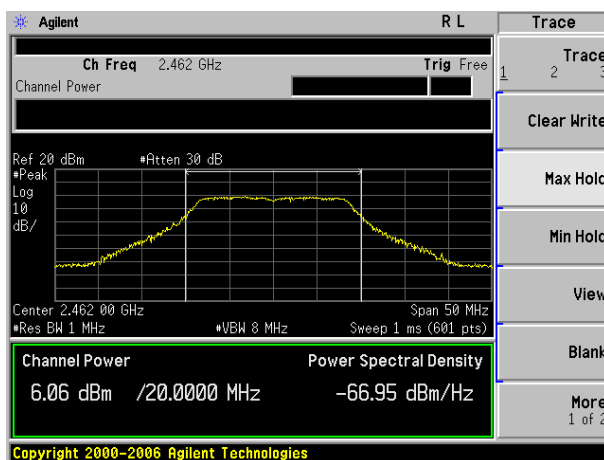 Agilent R L Trace
Ch Freq 2.462 GHz Trig Free
Channel Power
Trace
1 2 3
Clear Write
Max Hold
Min Hold
View
Blank
More
1 of 2
Ref 20 dBm #Atten 30 dB
#Peak
Log
10
dB/
Center 2.462 00 GHz Span 50 MHz
#Res BW 1 MHz #VBW 8 MHz Sweep 1 ms (601 pts)
Channel Power Power Spectral Density
6.06 dBm /20.0000 MHz -66.95 dBm/Hz
Copyright 2000-2006 Agilent Technologies